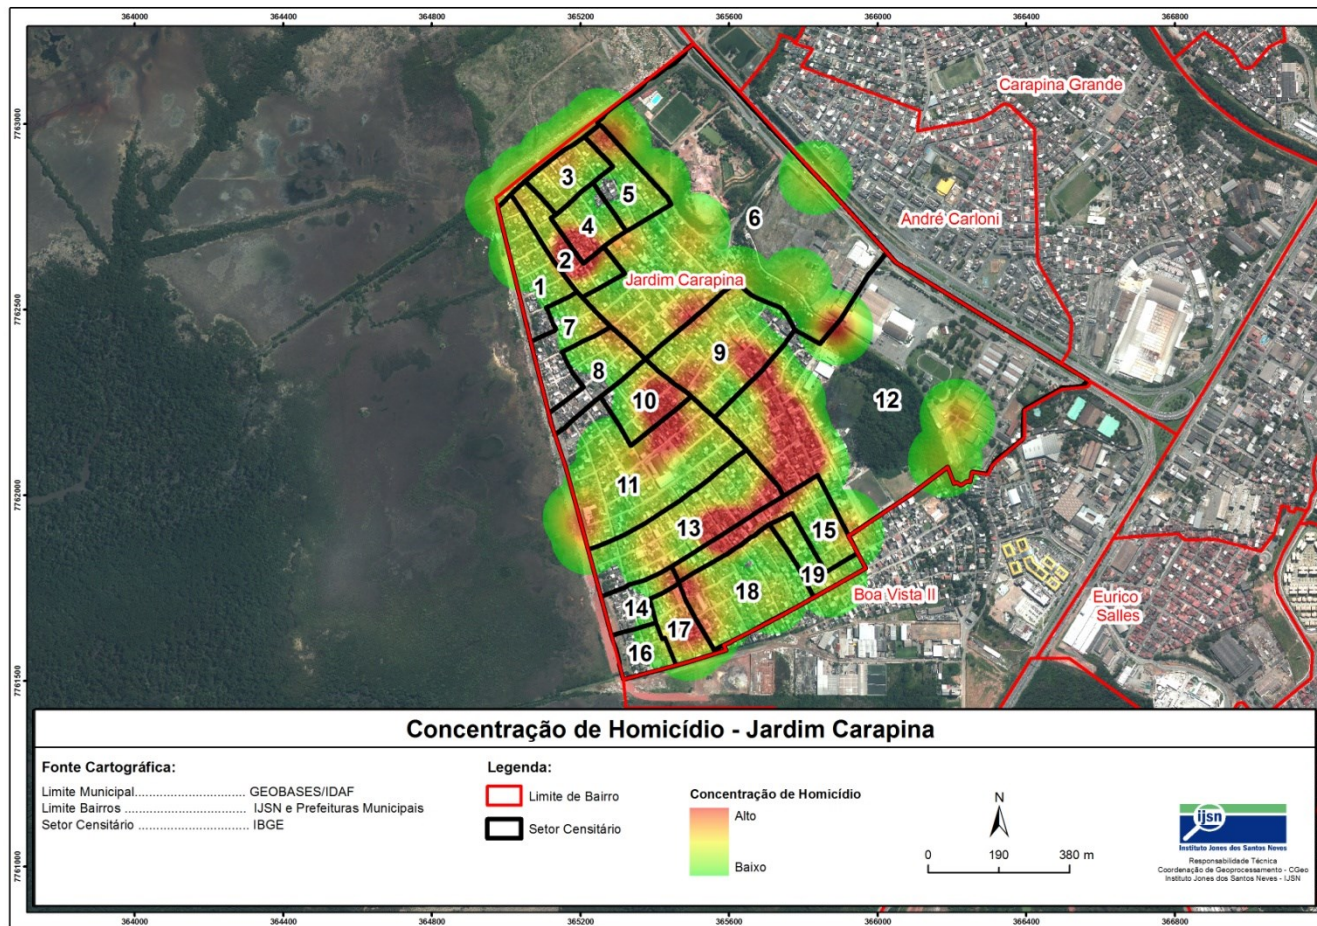 364000 364400 364800 365200 365600 366000 366400 366800
7763000
7762500
7762000
7761500
7761000
Carapina Grande
André Carloni
Jardim Carapina
Boa Vista II
Eurico
Salles
3
5
4
6
2
1
7
9
8
10
12
11
13
15
19
18
14
17
16
Concentração de Homicídio - Jardim Carapina
Fonte Cartográfica:
Limite Municipal................................ GEOBASES/IDAF
Limite Bairros ................................. IJSN e Prefeituras Municipais
Setor Censitário ............................... IBGE
Legenda:
Limite de Bairro
Setor Censitário
Concentração de Homicídio
Alto
Baixo
N
0 190 380 m
ijsn
Instituto Jones dos Santos Neves
Responsabilidade Técnica
Coordenação de Geoprocessamento - CGeo
Instituto Jones dos Santos Neves - IJSN
364000 364400 364800 365200 365600 366000 366400 366800